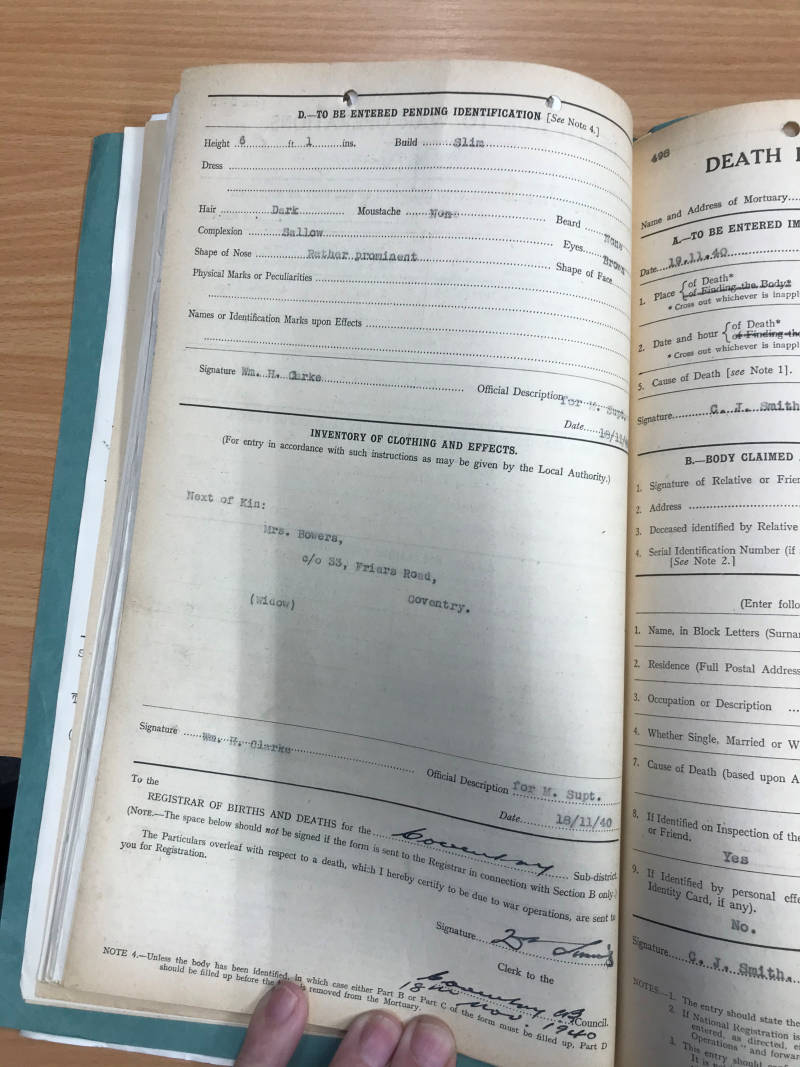 D.—TO BE ENTERED PENDING IDENTIFICATION [See Note 4.]
Height 6 ft 1 ins. Build Slim
Dress
Hair Dark Moustache None Beard None
Complexion Sallow Eyes Brown
Shape of Nose Rather prominent Shape of Face
Physical Marks or Peculiarities
Names or Identification Marks upon Effects
Signature Wm. H. Clarke Official Description for M. Supt.
Date 18/11/40
INVENTORY OF CLOTHING AND EFFECTS.
(For entry in accordance with such instructions as may be given by the Local Authority.)
Next of Kin:
Mrs. Bowers,
c/o 33, Friars Road,
(Widow) Coventry.
Signature Wm. H. Clarke
Official Description for M. Supt.
Date 18/11/40
To the
REGISTRAR OF BIRTHS AND DEATHS for the Coventry Sub-district
(NOTE.—The space below should not be signed if the form is sent to the Registrar in connection with Section B only.)
The Particulars overleaf with respect to a death, which I hereby certify to be due to war operations, are sent to
you for Registration.
Signature
Clerk to the
Coventry Council.
18th Nov. 1940
NOTE 4.—Unless the body has been identified, in which case either Part B or Part C of the form must be filled up, Part D
should be filled up before the is removed from the Mortuary.
498
DEATH
Name and Address of Mortuary
A.—TO BE ENTERED IM
Date 19.11.40
1. Place { of Death*
of Finding the Body*
* Cross out whichever is inappl
2. Date and hour { of Death*
of Finding the
* Cross out whichever is inappl
5. Cause of Death [see Note 1].
Signature C. J. Smith
B.—BODY CLAIMED
1. Signature of Relative or Frie
2. Address
3. Deceased identified by Relative
4. Serial Identification Number (if
[See Note 2.]
(Enter follo
1. Name, in Block Letters (Surna
2. Residence (Full Postal Address
3. Occupation or Description
4. Whether Single, Married or W
7. Cause of Death (based upon A
8. If Identified on Inspection of the
or Friend.
Yes
9. If Identified by personal effe
Identity Card, if any).
No.
Signature C. J. Smith.
NOTES—1. The entry should state the
2. If National Registration is
entered, as directed, ei
Operations" and forwar
3. This entry should
It is